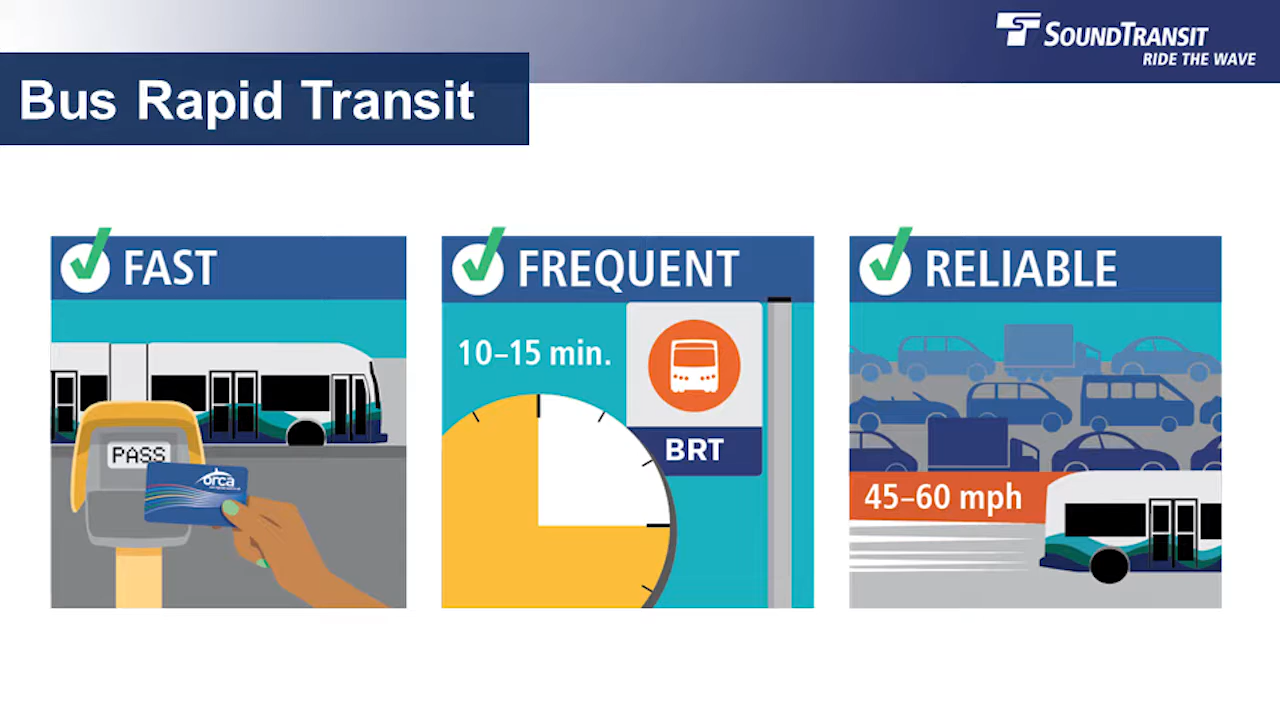 SOUNDTRANSIT
RIDE THE WAVE
Bus Rapid Transit
FAST
PASS
orca
FREQUENT
10–15 min.
BRT
RELIABLE
45–60 mph